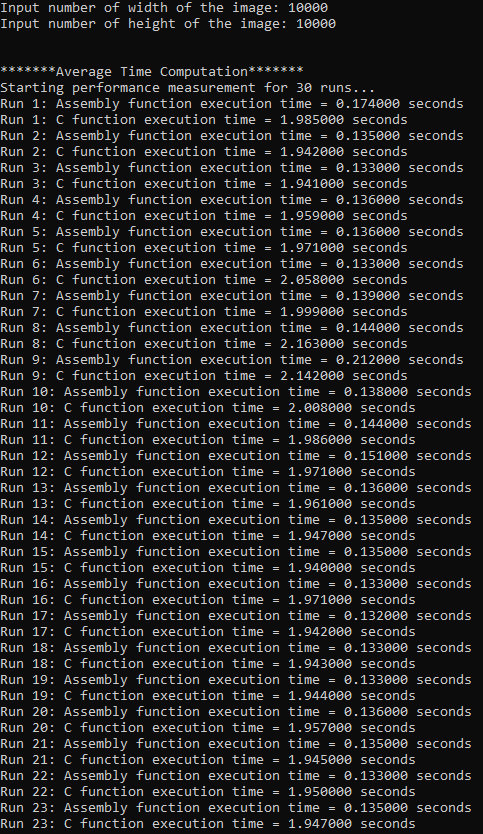 Input number of width of the image: 10000
Input number of height of the image: 10000
*******Average Time Computation*******
Starting performance measurement for 30 runs...
Run 1: Assembly function execution time = 0.174000 seconds
Run 1: C function execution time = 1.985000 seconds
Run 2: Assembly function execution time = 0.135000 seconds
Run 2: C function execution time = 1.942000 seconds
Run 3: Assembly function execution time = 0.133000 seconds
Run 3: C function execution time = 1.941000 seconds
Run 4: Assembly function execution time = 0.136000 seconds
Run 4: C function execution time = 1.959000 seconds
Run 5: Assembly function execution time = 0.136000 seconds
Run 5: C function execution time = 1.971000 seconds
Run 6: Assembly function execution time = 0.133000 seconds
Run 6: C function execution time = 2.058000 seconds
Run 7: Assembly function execution time = 0.139000 seconds
Run 7: C function execution time = 1.999000 seconds
Run 8: Assembly function execution time = 0.144000 seconds
Run 8: C function execution time = 2.163000 seconds
Run 9: Assembly function execution time = 0.212000 seconds
Run 9: C function execution time = 2.142000 seconds
Run 10: Assembly function execution time = 0.138000 seconds
Run 10: C function execution time = 2.008000 seconds
Run 11: Assembly function execution time = 0.144000 seconds
Run 11: C function execution time = 1.986000 seconds
Run 12: Assembly function execution time = 0.151000 seconds
Run 12: C function execution time = 1.971000 seconds
Run 13: Assembly function execution time = 0.136000 seconds
Run 13: C function execution time = 1.961000 seconds
Run 14: Assembly function execution time = 0.135000 seconds
Run 14: C function execution time = 1.947000 seconds
Run 15: Assembly function execution time = 0.135000 seconds
Run 15: C function execution time = 1.940000 seconds
Run 16: Assembly function execution time = 0.133000 seconds
Run 16: C function execution time = 1.971000 seconds
Run 17: Assembly function execution time = 0.132000 seconds
Run 17: C function execution time = 1.942000 seconds
Run 18: Assembly function execution time = 0.133000 seconds
Run 18: C function execution time = 1.943000 seconds
Run 19: Assembly function execution time = 0.133000 seconds
Run 19: C function execution time = 1.944000 seconds
Run 20: Assembly function execution time = 0.136000 seconds
Run 20: C function execution time = 1.957000 seconds
Run 21: Assembly function execution time = 0.135000 seconds
Run 21: C function execution time = 1.945000 seconds
Run 22: Assembly function execution time = 0.133000 seconds
Run 22: C function execution time = 1.950000 seconds
Run 23: Assembly function execution time = 0.135000 seconds
Run 23: C function execution time = 1.947000 seconds